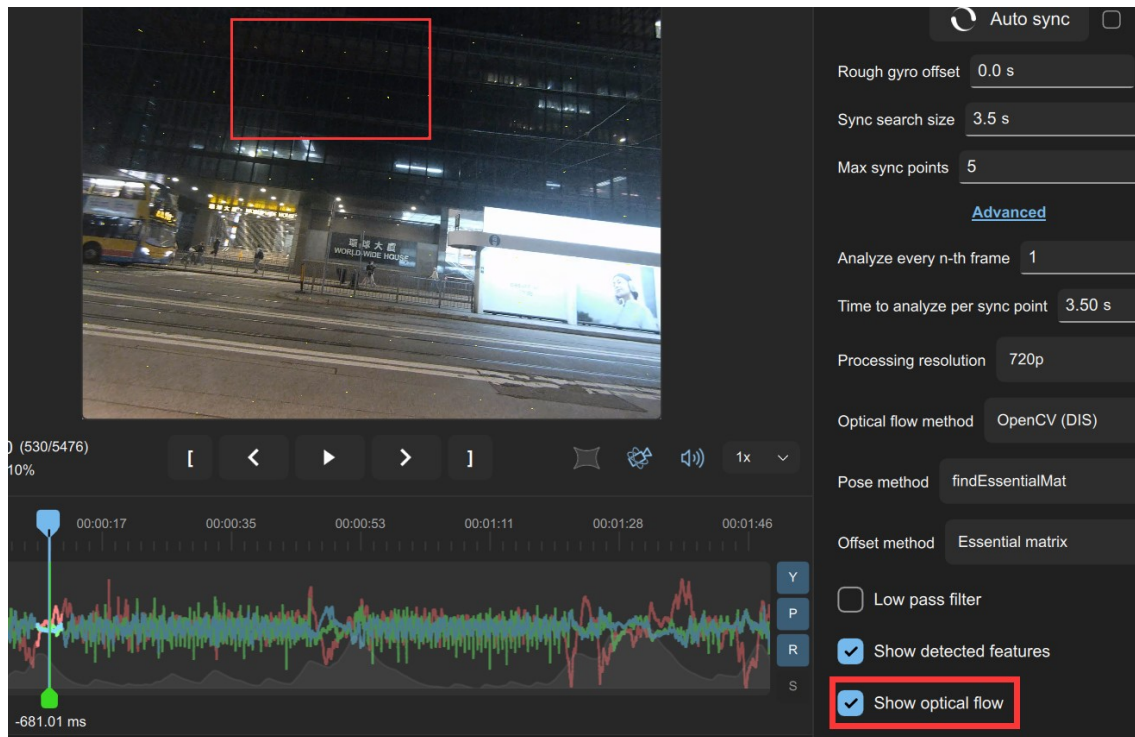 Auto sync
Rough gyro offset 0.0 s
Sync search size 3.5 s
Max sync points 5
Advanced
Analyze every n-th frame 1
Time to analyze per sync point 3.50 s
Processing resolution 720p
Optical flow method OpenCV (DIS)
Pose method findEssentialMat
Offset method Essential matrix
Low pass filter
Show detected features
Show optical flow
環球大廈
WORLD-WIDE HOUSE
(530/5476)
10%
[ ]
1x
00:00:17 00:00:35 00:00:53 00:01:11 00:01:28 00:01:46
Y
P
R
S
-681.01 ms